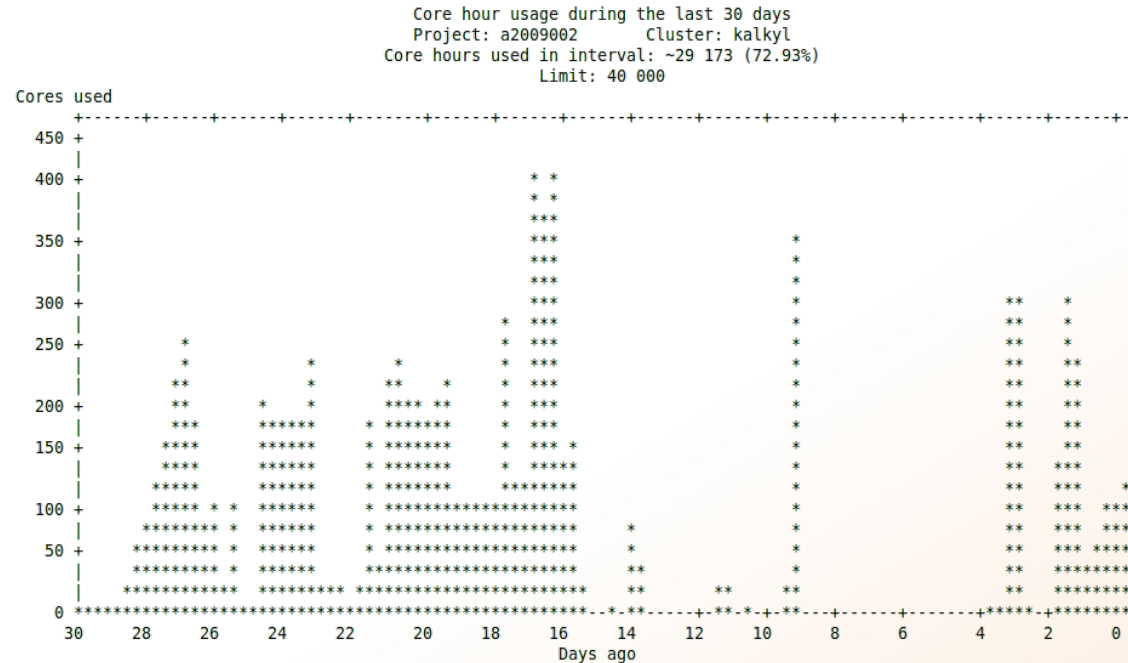 Core hour usage during the last 30 days
Project: a2009002 Cluster: kalkyl
Core hours used in interval: ~29 173 (72.93%)
Limit: 40 000
Cores used
450
400
350
300
250
200
150
100
50
0
30 28 26 24 22 20 18 16 14 12 10 8 6 4 2 0
Days ago